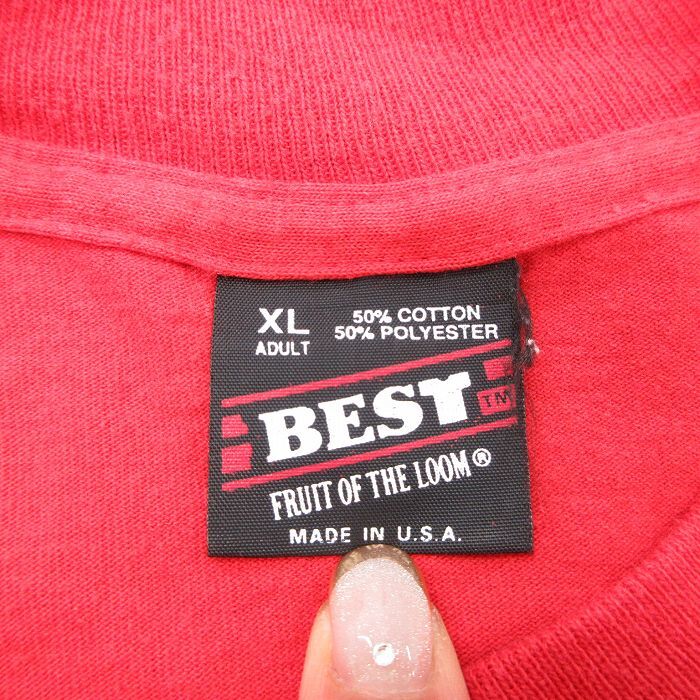 XL
ADULT
50% COTTON
50% POLYESTER
BEST TM
FRUIT OF THE LOOM®
MADE IN U.S.A.